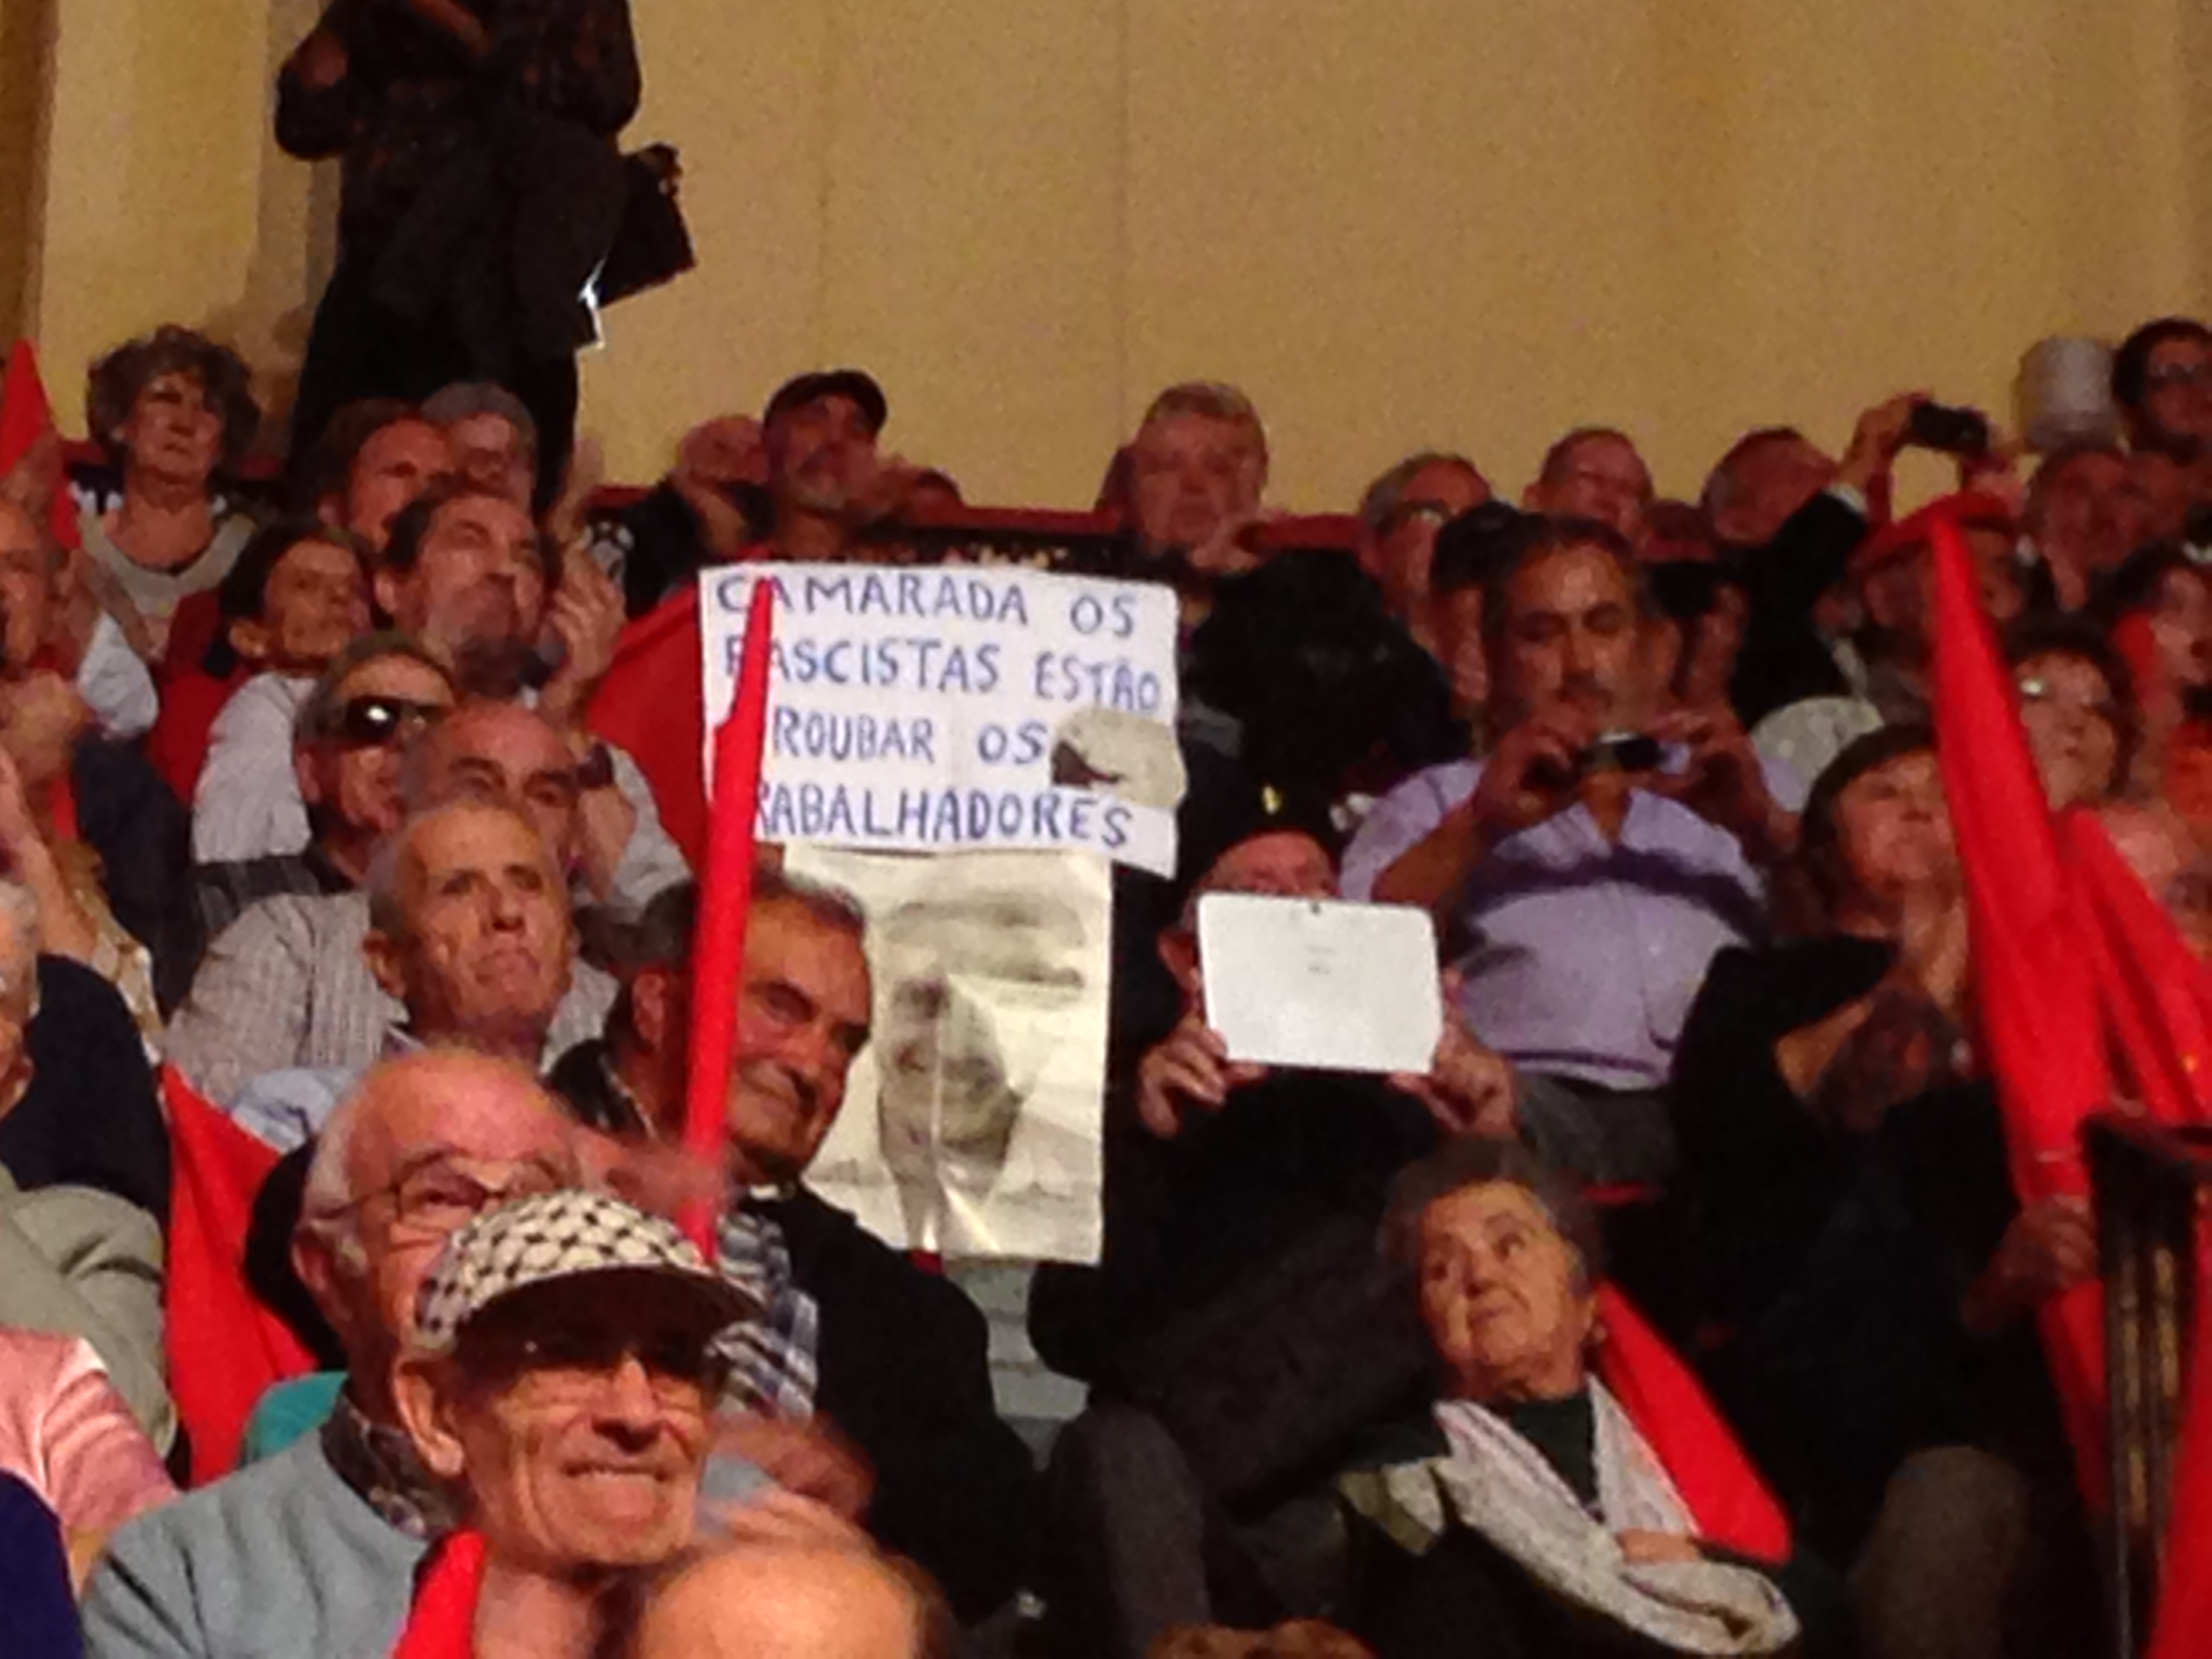 CAMARADA OS
FASCISTAS ESTÃO
ROUBAR OS
TRABALHADORES